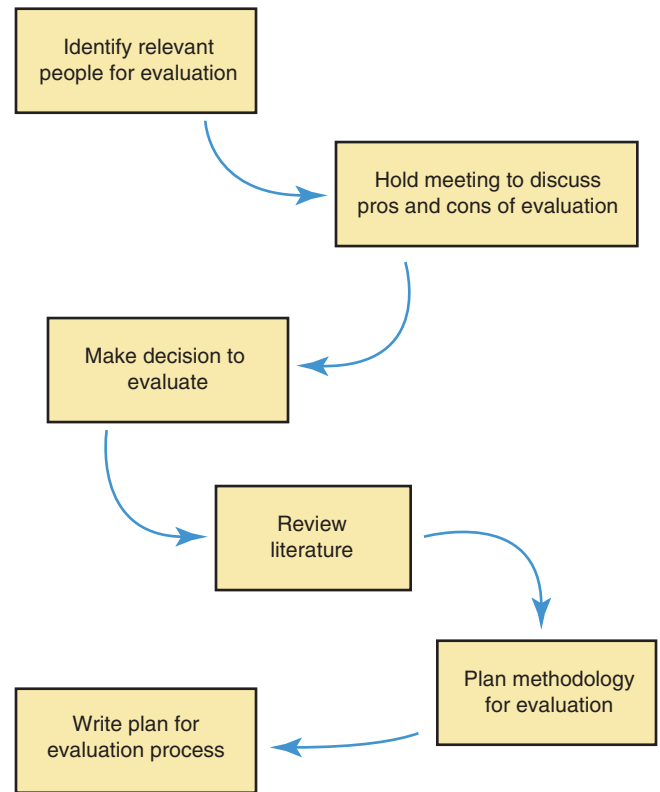 Identify relevant
people for evaluation
Hold meeting to discuss
pros and cons of evaluation
Make decision to
evaluate
Review
literature
Plan methodology
for evaluation
Write plan for
evaluation process